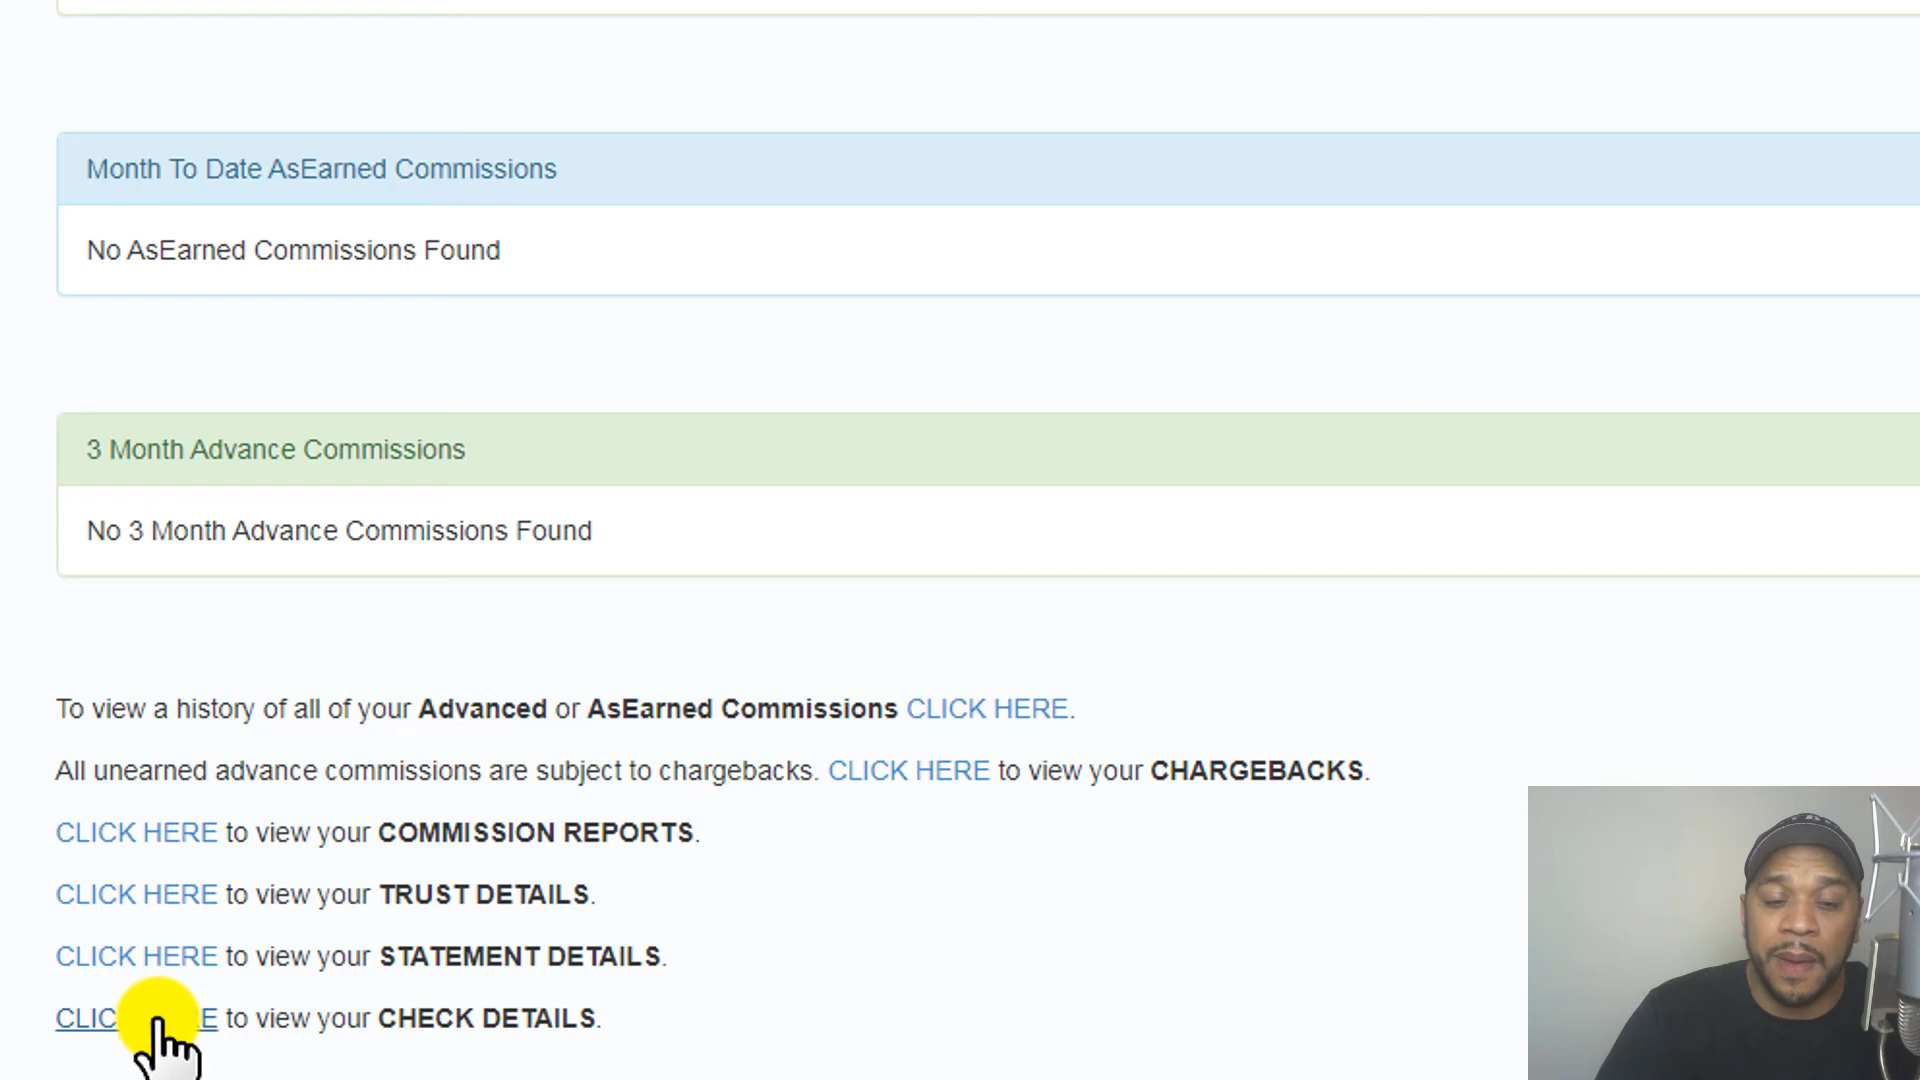 Month To Date AsEarned Commissions
No AsEarned Commissions Found
3 Month Advance Commissions
No 3 Month Advance Commissions Found
To view a history of all of your Advanced or AsEarned Commissions CLICK HERE.
All unearned advance commissions are subject to chargebacks. CLICK HERE to view your CHARGEBACKS.
CLICK HERE to view your COMMISSION REPORTS.
CLICK HERE to view your TRUST DETAILS.
CLICK HERE to view your STATEMENT DETAILS.
CLICK HERE to view your CHECK DETAILS.